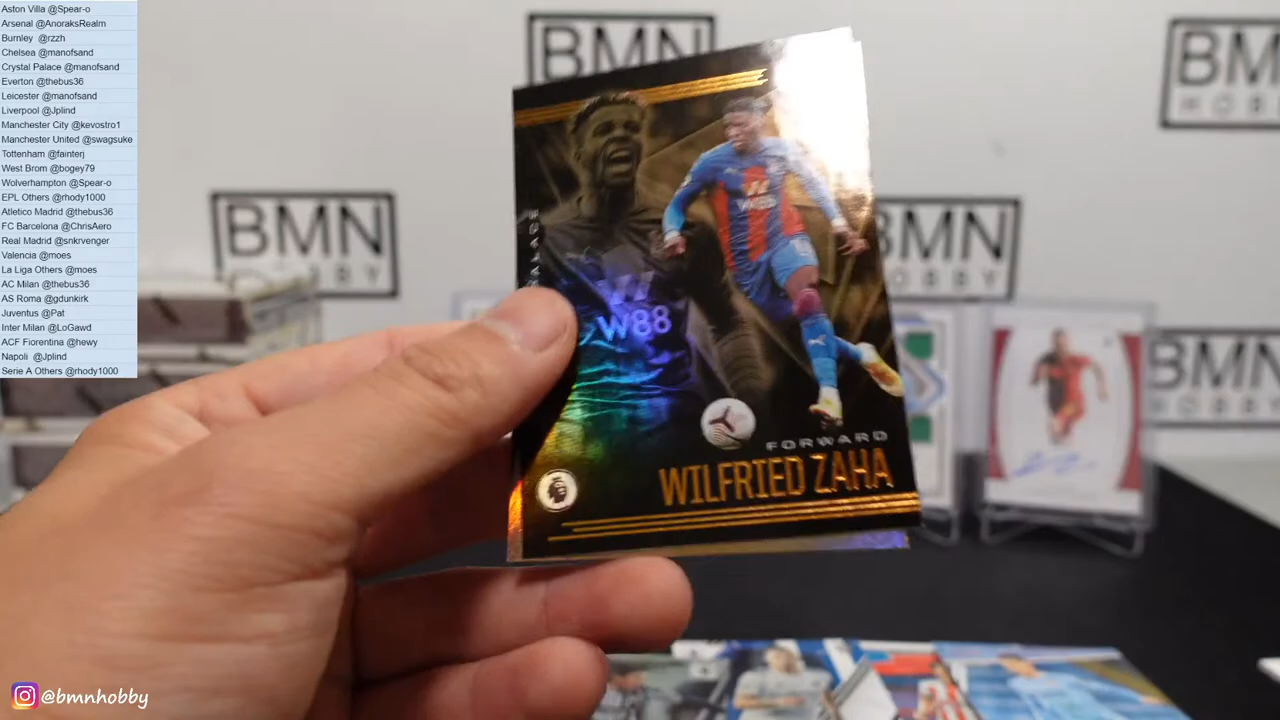 Aston Villa @Spear-o
Arsenal @AnoraksRealm
Burnley @rzzh
Chelsea @manofsand
Crystal Palace @manofsand
Everton @thebus36
Leicester @manofsand
Liverpool @Jplind
Manchester City @kevostro1
Manchester United @swagsuke
Tottenham @fainterj
West Brom @bogey79
Wolverhampton @Spear-o
EPL Others @rhody1000
Atletico Madrid @thebus36
FC Barcelona @ChrisAero
Real Madrid @snkrvenger
Valencia @moes
La Liga Others @moes
AC Milan @thebus36
AS Roma @gdunkirk
Juventus @Pat
Inter Milan @LoGawd
ACF Fiorentina @hewy
Napoli @Jplind
Serie A Others @rhody1000
BMN
BMN
HOBBY
BMN
HOBBY
BMN
HOBBY
BMN
HOBBY
W88
W88
FORWARD
WILFRIED ZAHA
@bmnhobby